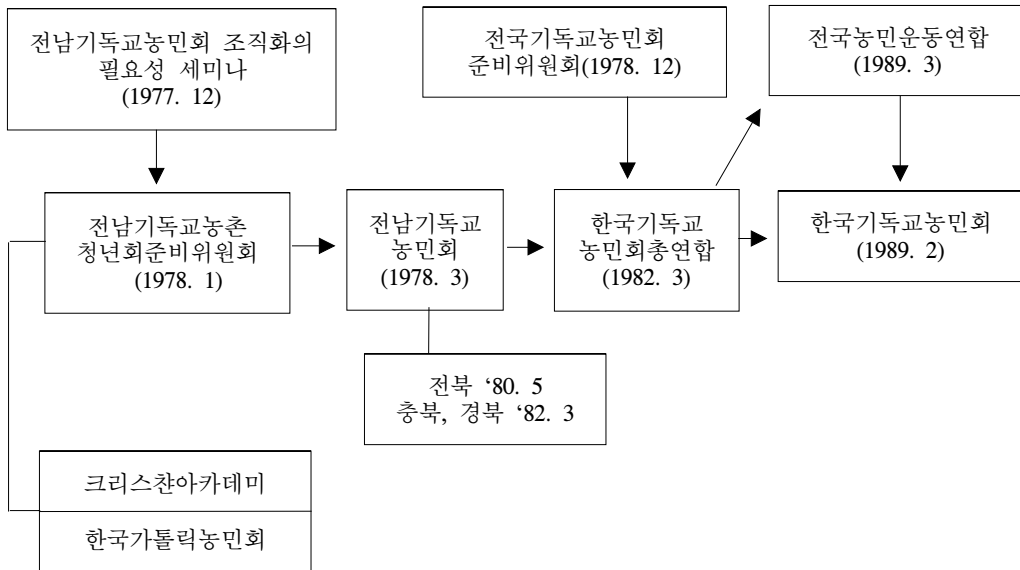 전남기독교농민회 조직화의
필요성 세미나
(1977. 12)
전국기독교농민회
준비위원회(1978. 12)
전국농민운동연합
(1989. 3)
전남기독교농촌
청년회준비위원회
(1978. 1)
전남기독교
농민회
(1978. 3)
한국기독교
농민회총연합
(1982. 3)
한국기독교농민회
(1989. 2)
전북 ‘80. 5
충북, 경북 ‘82. 3
크리스챤아카데미
한국가톨릭농민회